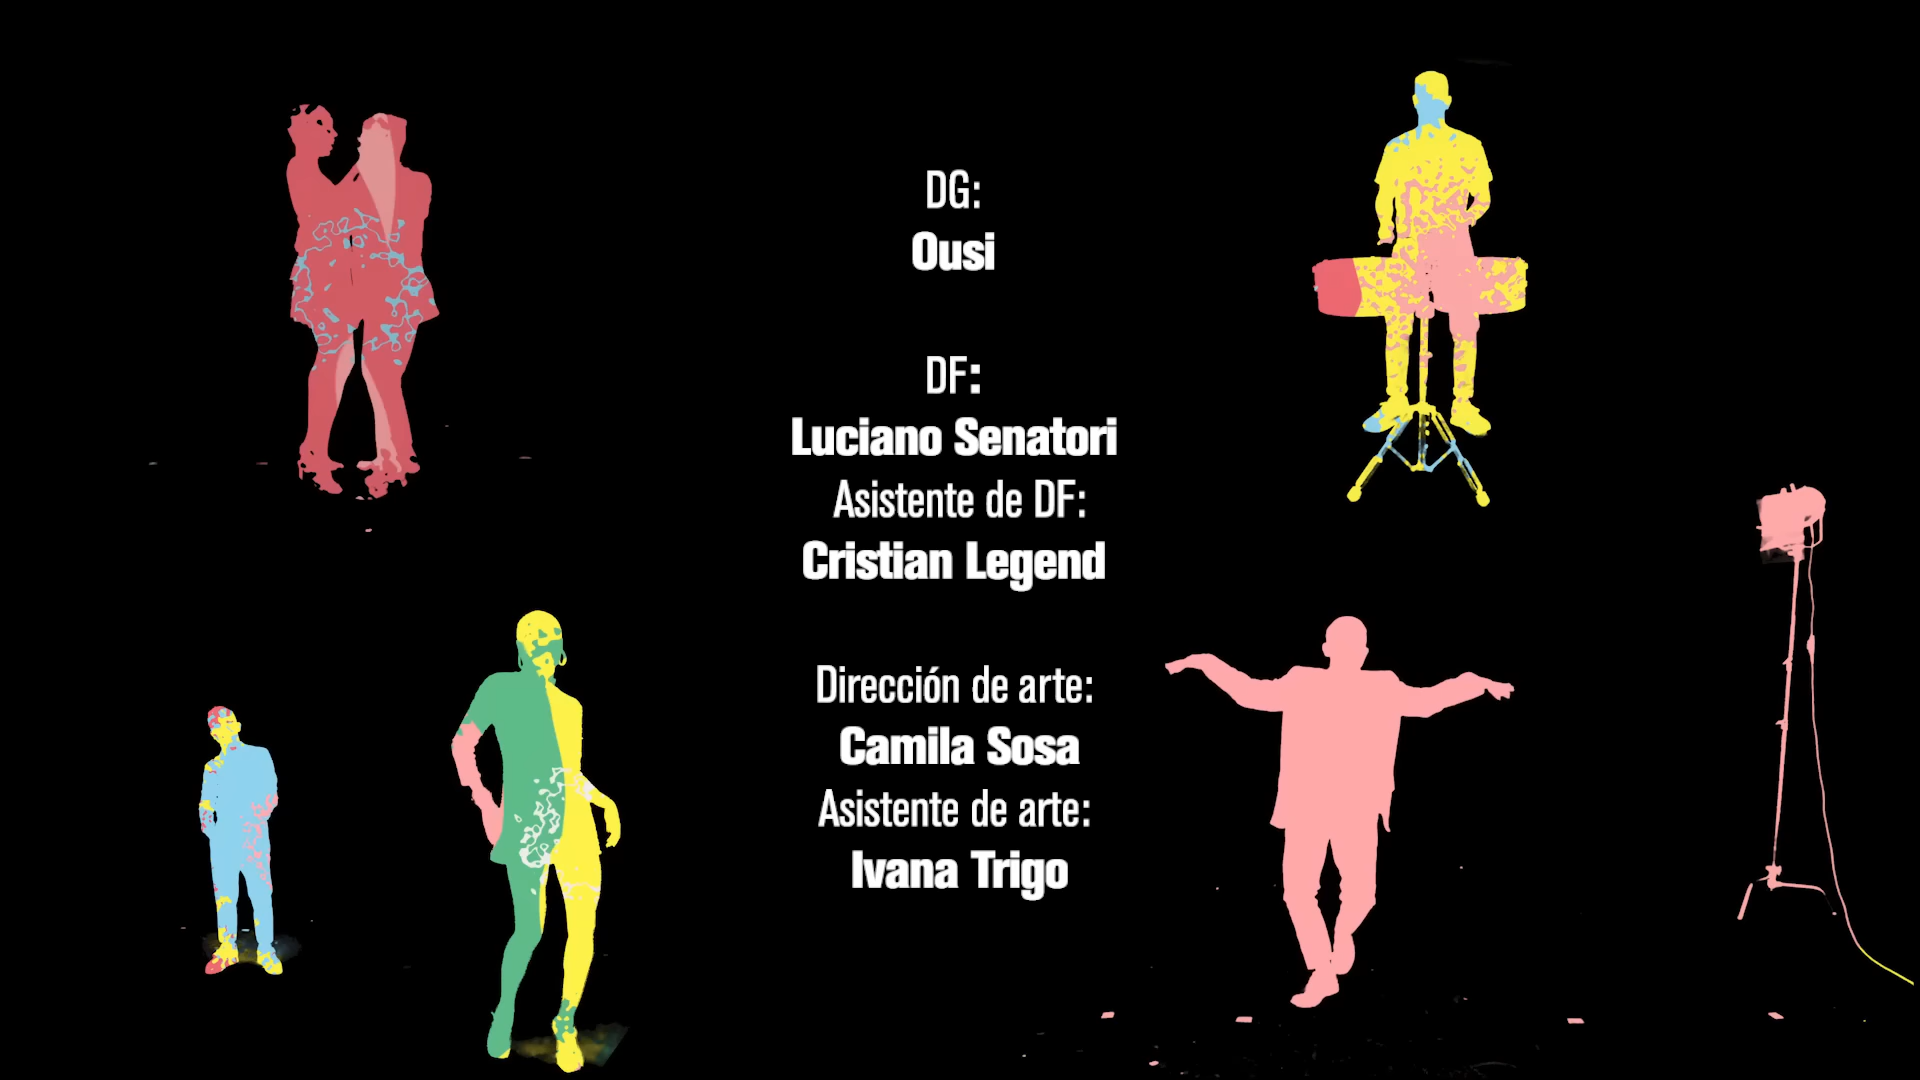 DG:
Ousi
DF:
Luciano Senatori
Asistente de DF:
Cristian Legend
Dirección de arte:
Camila Sosa
Asistente de arte:
Ivana Trigo